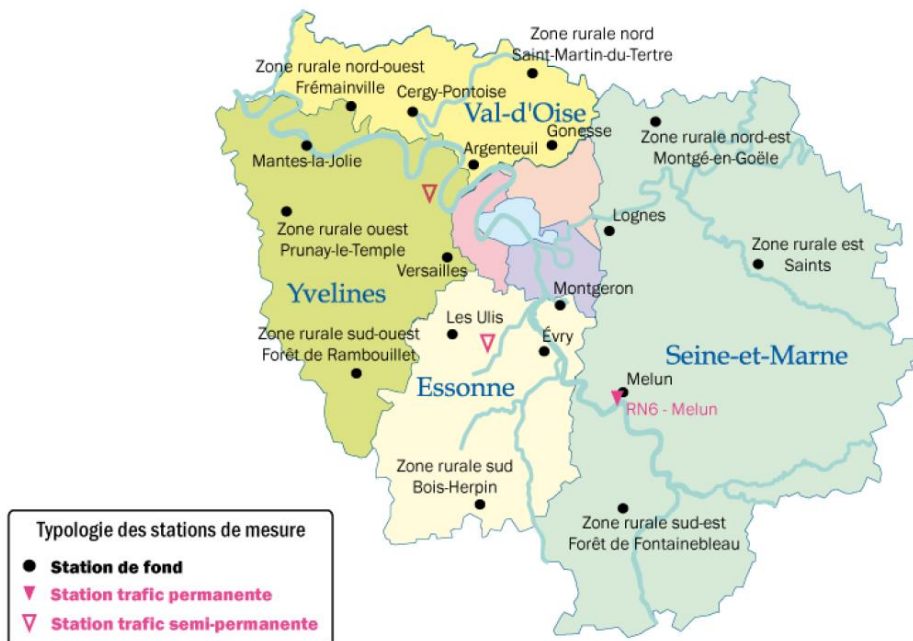 Zone rurale nord
Saint-Martin-du-Tertre
Zone rurale nord-ouest
Frémainville
Cergy-Pontoise
Val-d'Oise
Gonesse
Zone rurale nord-est
Montgé-en-Goële
Mantes-la-Jolie
Argenteuil
Lognes
Zone rurale ouest
Prunay-le-Temple
Zone rurale est
Saints
Versailles
Yvelines
Montgeron
Les Ulis
Évry
Zone rurale sud-ouest
Forêt de Rambouillet
Seine-et-Marne
Essonne
Melun
RN6 - Melun
Zone rurale sud
Bois-Herpin
Zone rurale sud-est
Forêt de Fontainebleau
Typologie des stations de mesure
Station de fond
Station trafic permanente
Station trafic semi-permanente